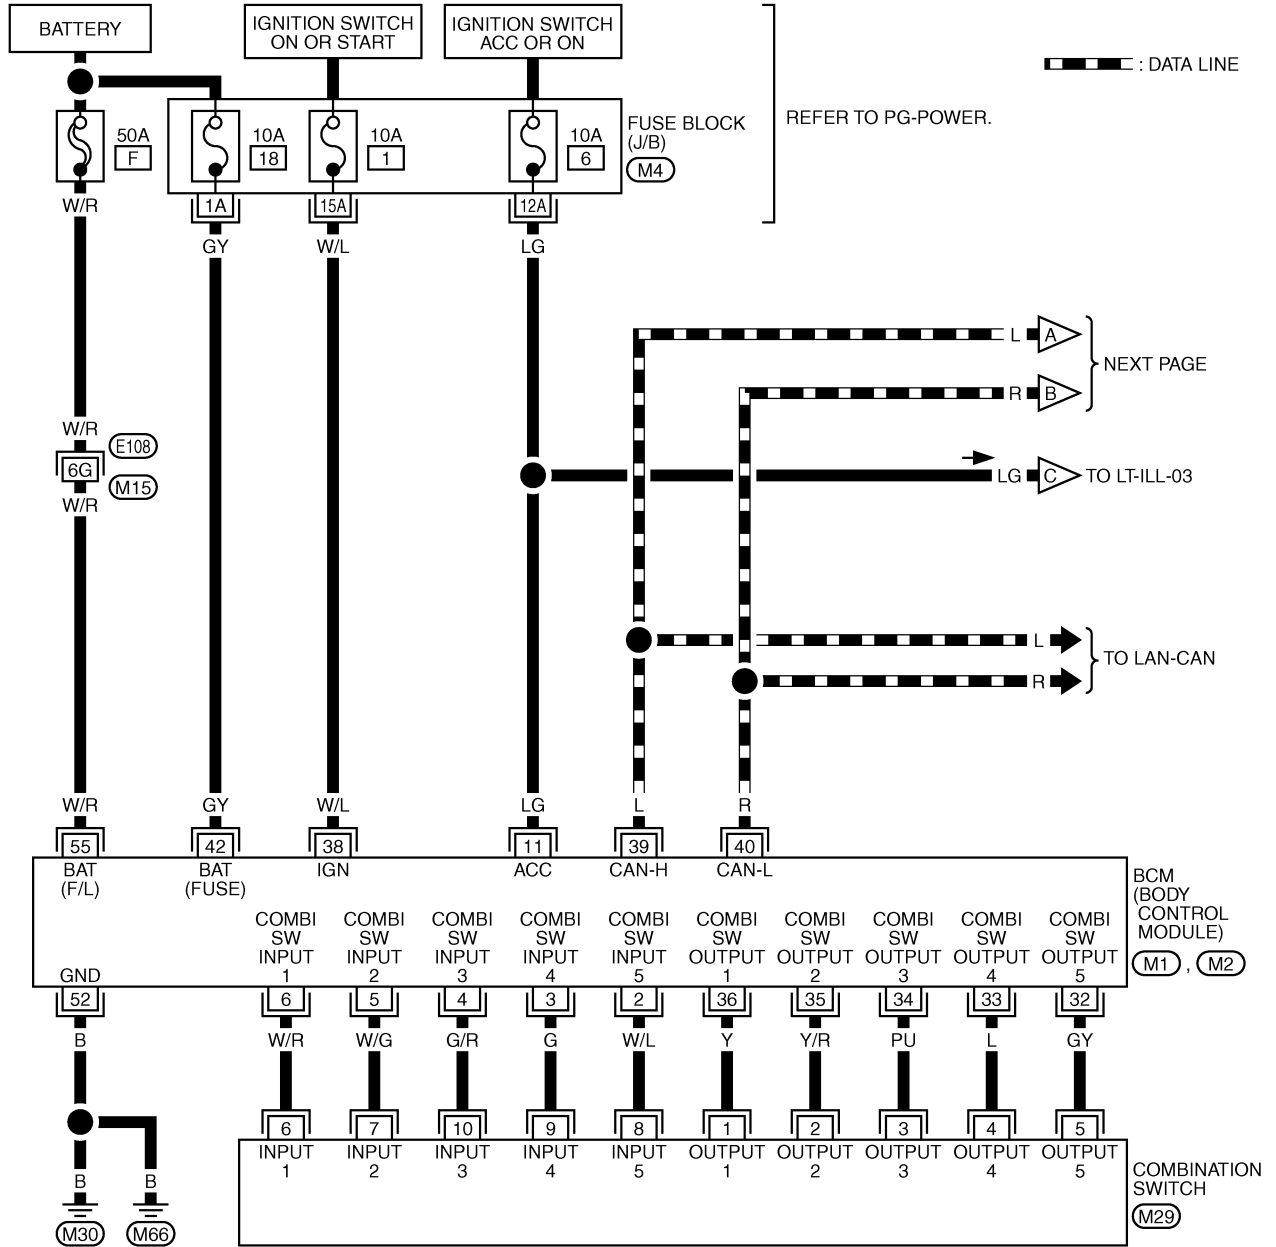 BATTERY
IGNITION SWITCH
ON OR START
IGNITION SWITCH
ACC OR ON
: DATA LINE
REFER TO PG-POWER.
50A
F
10A
18
10A
1
10A
6
FUSE BLOCK
(J/B)
M4
W/R
1A
15A
12A
GY
W/L
LG
L
A
NEXT PAGE
R
B
W/R
E108
6G
M15
W/R
LG
C
TO LT-ILL-03
L
TO LAN-CAN
R
W/R
GY
W/L
LG
L
R
55
42
38
11
39
40
BAT
(F/L)
BAT
(FUSE)
IGN
ACC
CAN-H
CAN-L
BCM
(BODY
CONTROL
MODULE)
M1 , M2
COMBI
SW
INPUT
1
COMBI
SW
INPUT
2
COMBI
SW
INPUT
3
COMBI
SW
INPUT
4
COMBI
SW
INPUT
5
COMBI
SW
OUTPUT
1
COMBI
SW
OUTPUT
2
COMBI
SW
OUTPUT
3
COMBI
SW
OUTPUT
4
COMBI
SW
OUTPUT
5
GND
52
6
5
4
3
2
36
35
34
33
32
B
W/R
W/G
G/R
G
W/L
Y
Y/R
PU
L
GY
6
7
10
9
8
1
2
3
4
5
INPUT
1
INPUT
2
INPUT
3
INPUT
4
INPUT
5
OUTPUT
1
OUTPUT
2
OUTPUT
3
OUTPUT
4
OUTPUT
5
COMBINATION
SWITCH
M29
B
B
M30
M66